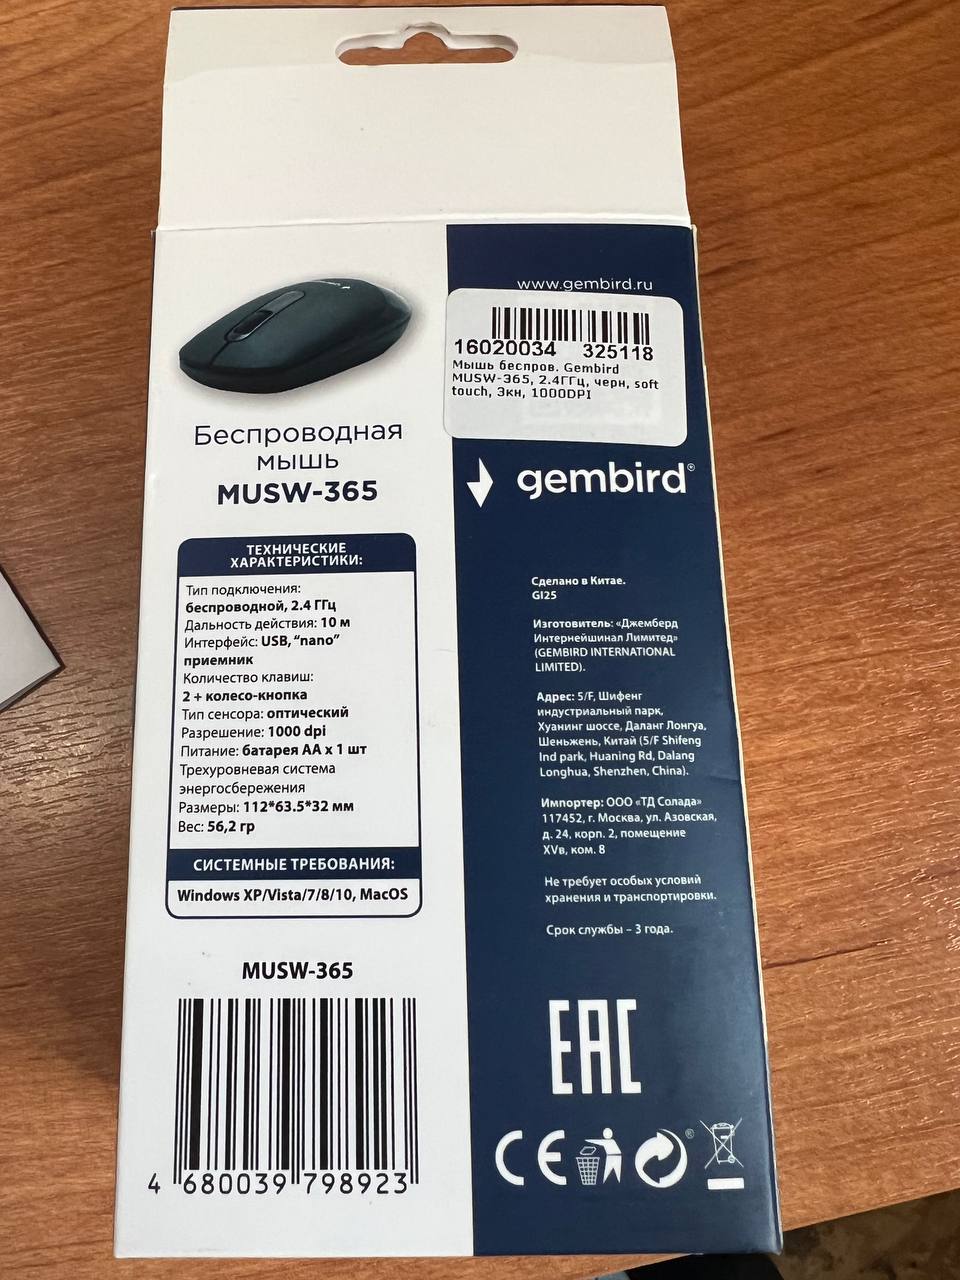 www.gembird.ru
16020034 325118
Мышь беспров. Gembird
MUSW-365, 2.4ГГц, черн, soft
touch, 3кн, 1000DPI
Беспроводная
мышь
MUSW-365
gembird®
ТЕХНИЧЕСКИЕ
ХАРАКТЕРИСТИКИ:
Тип подключения:
беспроводной, 2.4 ГГц
Дальность действия: 10 м
Интерфейс: USB, “nano”
приемник
Количество клавиш:
2 + колесо-кнопка
Тип сенсора: оптический
Разрешение: 1000 dpi
Питание: батарея AA x 1 шт
Трехуровневая система
энергосбережения
Размеры: 112*63.5*32 мм
Вес: 56,2 гр
СИСТЕМНЫЕ ТРЕБОВАНИЯ:
Windows XP/Vista/7/8/10, MacOS
MUSW-365
4 680039 798923
Сделано в Китае.
GI25
Изготовитель: «Джемберд
Интернейшинал Лимитед»
(GEMBIRD INTERNATIONAL
LIMITED).
Адрес: 5/F, Шифенг
индустриальный парк,
Хуанинг шоссе, Даланг Лонгуа,
Шеньжень, Китай (5/F Shifeng
Ind park, Huaning Rd, Dalang
Longhua, Shenzhen, China).
Импортер: ООО «ТД Солада»
117452, г. Москва, ул. Азовская,
д. 24, корп. 2, помещение
XVв, ком. 8
Не требует особых условий
хранения и транспортировки.
Срок службы – 3 года.
EAC
CE ®